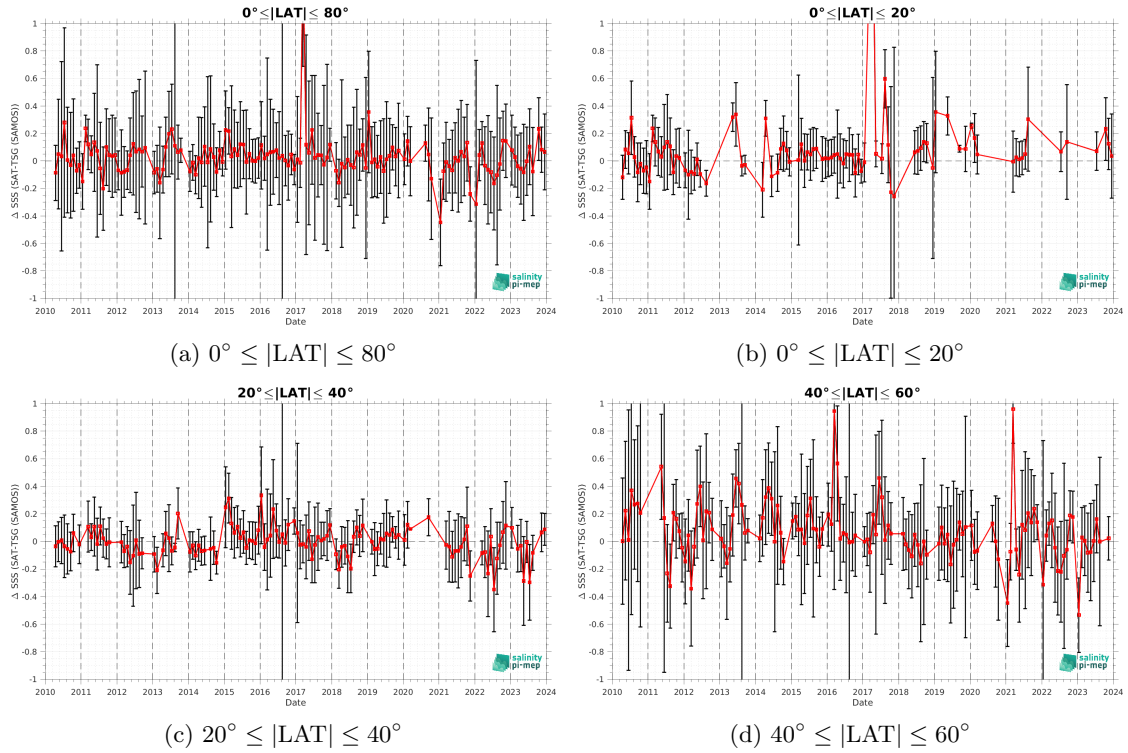 0°≤|LAT|≤ 80°
Δ SSS (SAT-TSG (SAMOS))
1
0.8
0.6
0.4
0.2
0
-0.2
-0.4
-0.6
-0.8
-1
2010 2011 2012 2013 2014 2015 2016 2017 2018 2019 2020 2021 2022 2023 2024
Date
salinity
pi-mep
(a) 0° ≤ |LAT| ≤ 80°
0°≤|LAT|≤ 20°
Δ SSS (SAT-TSG (SAMOS))
1
0.8
0.6
0.4
0.2
0
-0.2
-0.4
-0.6
-0.8
-1
2010 2011 2012 2013 2014 2015 2016 2017 2018 2019 2020 2021 2022 2023 2024
Date
salinity
pi-mep
(b) 0° ≤ |LAT| ≤ 20°
20°≤|LAT|≤ 40°
Δ SSS (SAT-TSG (SAMOS))
1
0.8
0.6
0.4
0.2
0
-0.2
-0.4
-0.6
-0.8
-1
2010 2011 2012 2013 2014 2015 2016 2017 2018 2019 2020 2021 2022 2023 2024
Date
salinity
pi-mep
(c) 20° ≤ |LAT| ≤ 40°
40°≤|LAT|≤ 60°
Δ SSS (SAT-TSG (SAMOS))
1
0.8
0.6
0.4
0.2
0
-0.2
-0.4
-0.6
-0.8
-1
2010 2011 2012 2013 2014 2015 2016 2017 2018 2019 2020 2021 2022 2023 2024
Date
salinity
pi-mep
(d) 40° ≤ |LAT| ≤ 60°